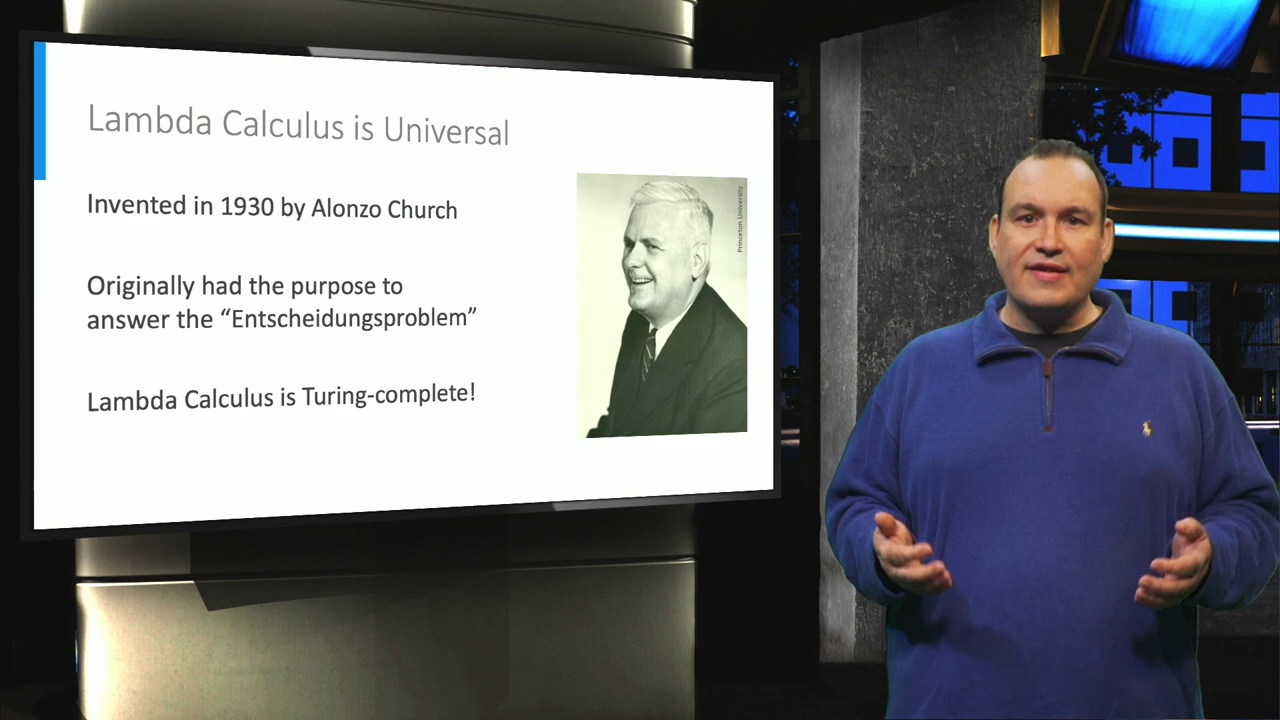 Lambda Calculus is Universal
Invented in 1930 by Alonzo Church
Originally had the purpose to
answer the “Entscheidungsproblem”
Lambda Calculus is Turing-complete!
Princeton University